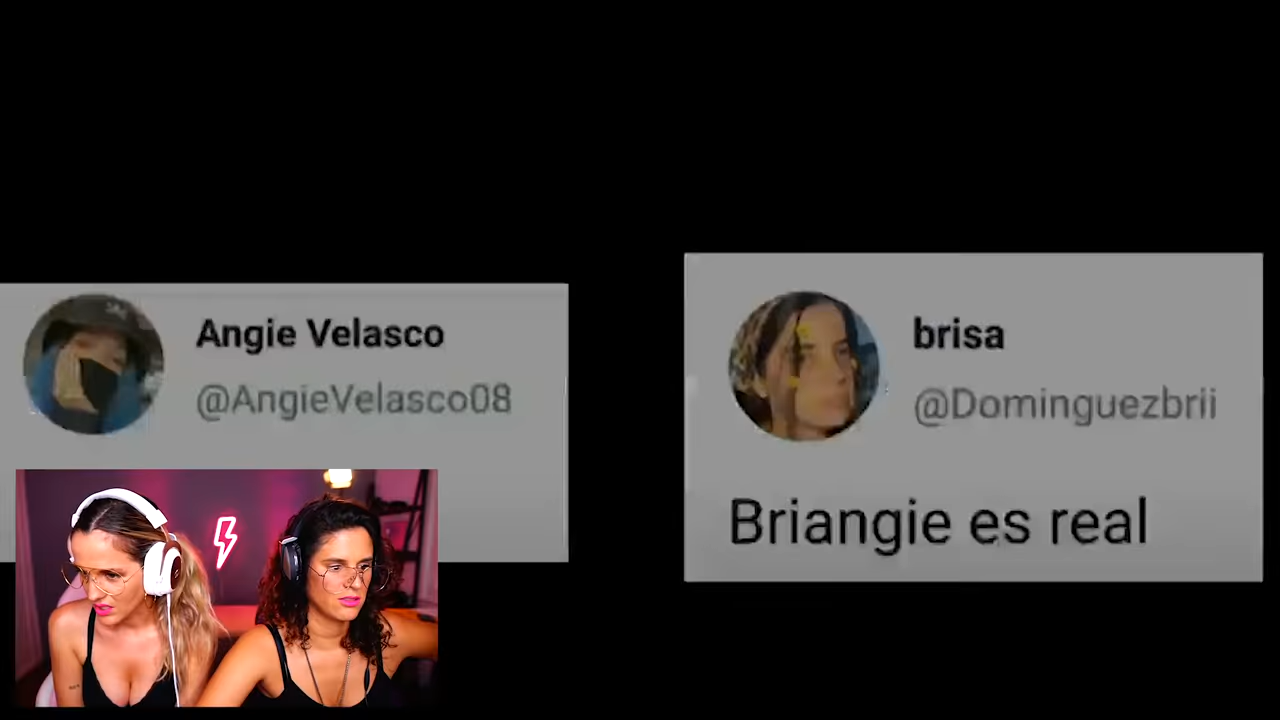 Angie Velasco
@AngieVelasco08
brisa
@Dominguezbrii
Briangie es real